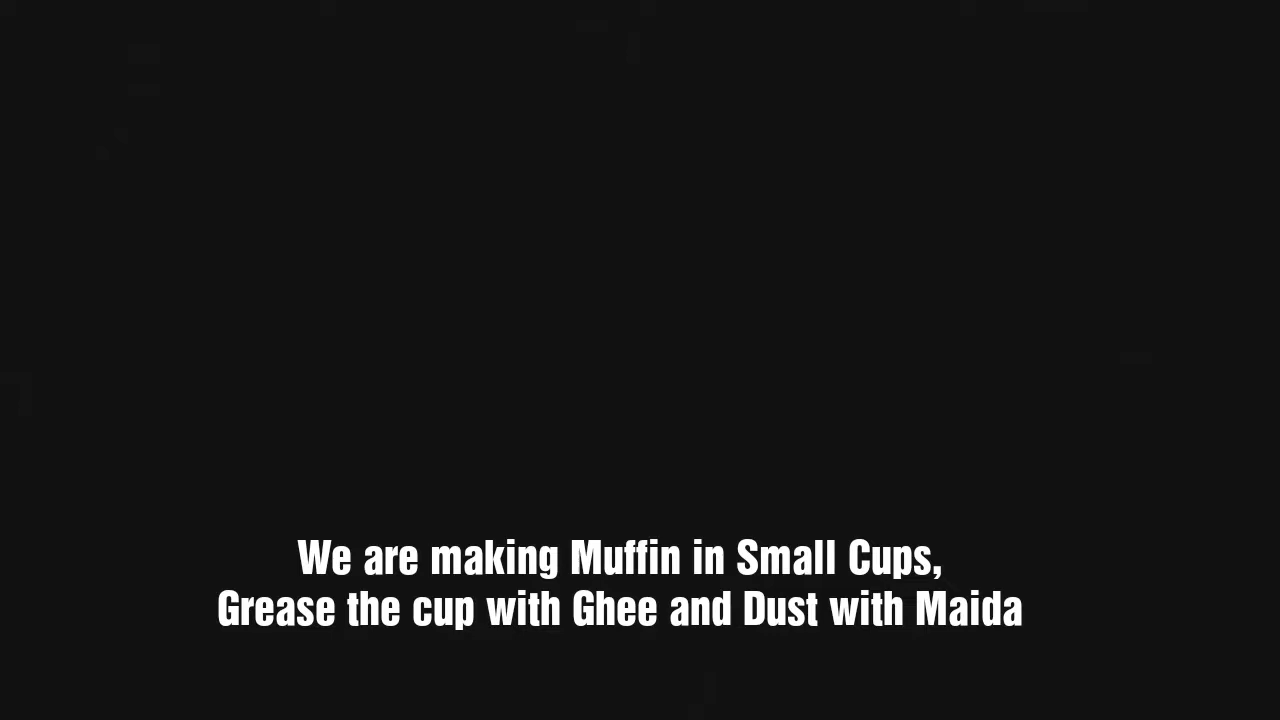 We are making Muffin in Small Cups,
Grease the cup with Ghee and Dust with Maida